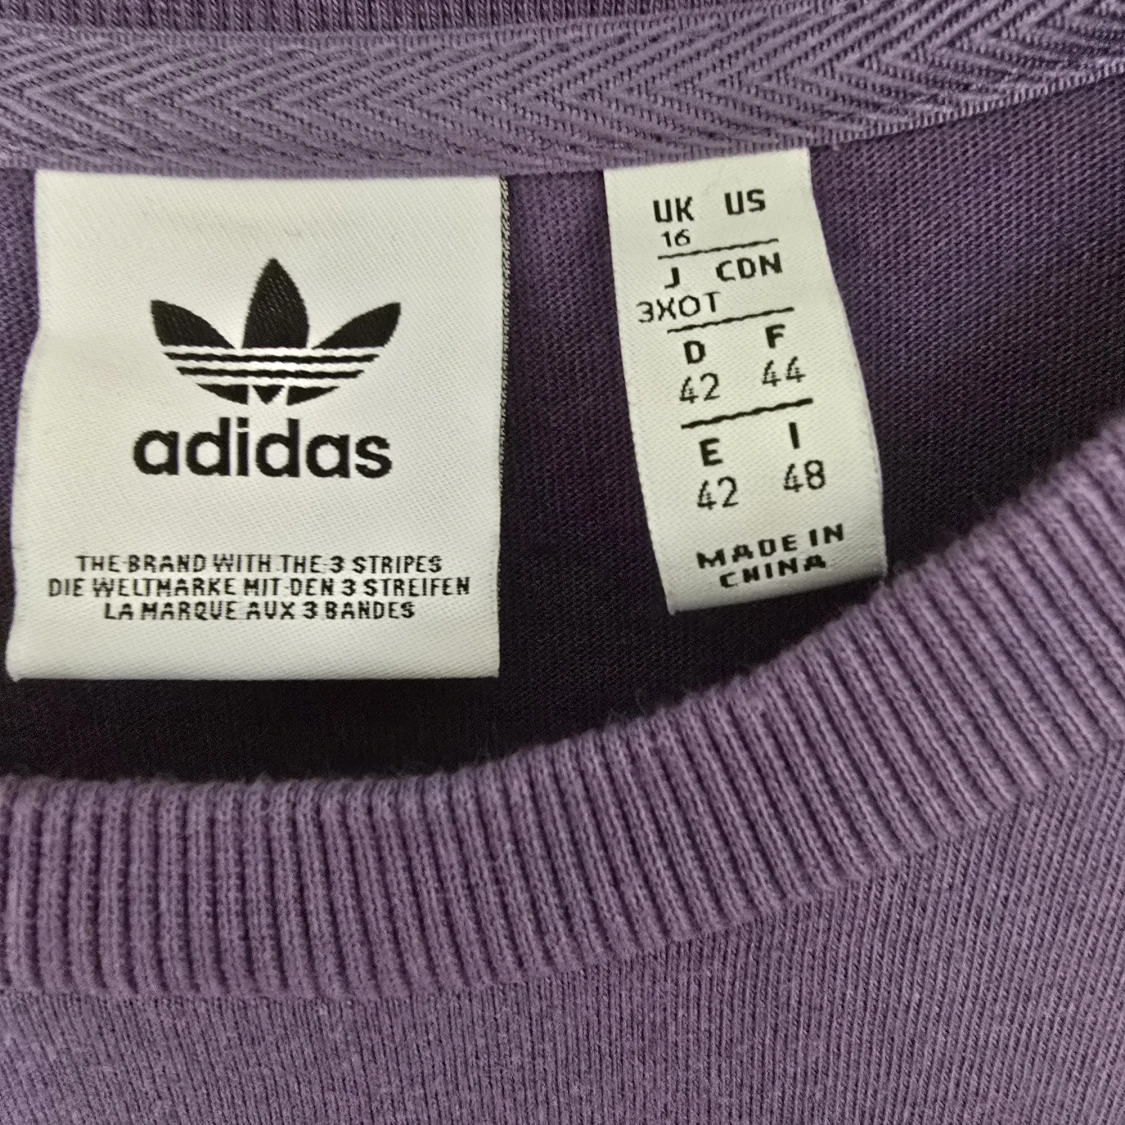 adidas
THE BRAND WITH THE 3 STRIPES
DIE WELTMARKE MIT DEN 3 STREIFEN
LA MARQUE AUX 3 BANDES
UK US
16
J CDN
3XOT
D F
42 44
E I
42 48
MADE IN
CHINA